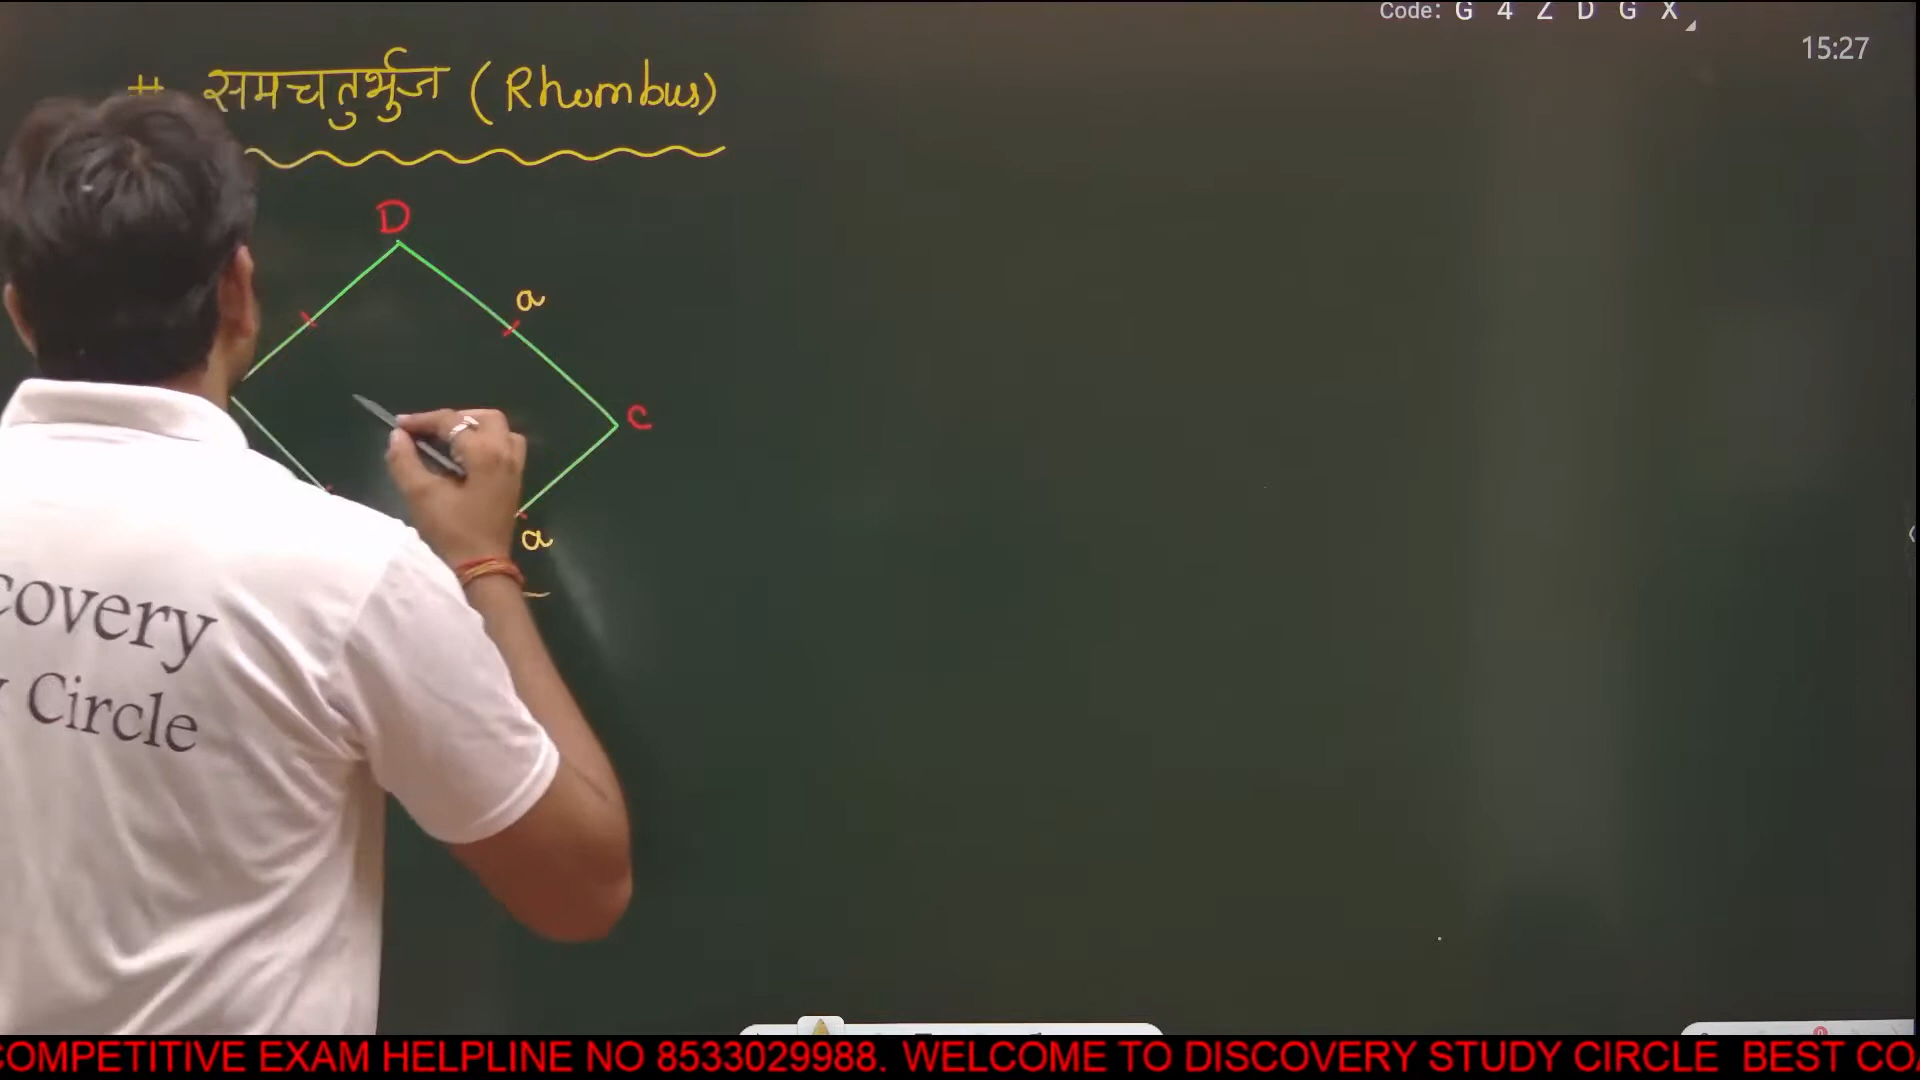 Code: G 4 Z D G X
15:27
# समचतुर्भुज (Rhombus)
D
a
C
a
covery
Circle
COMPETITIVE EXAM HELPLINE NO 8533029988. WELCOME TO DISCOVERY STUDY CIRCLE BEST